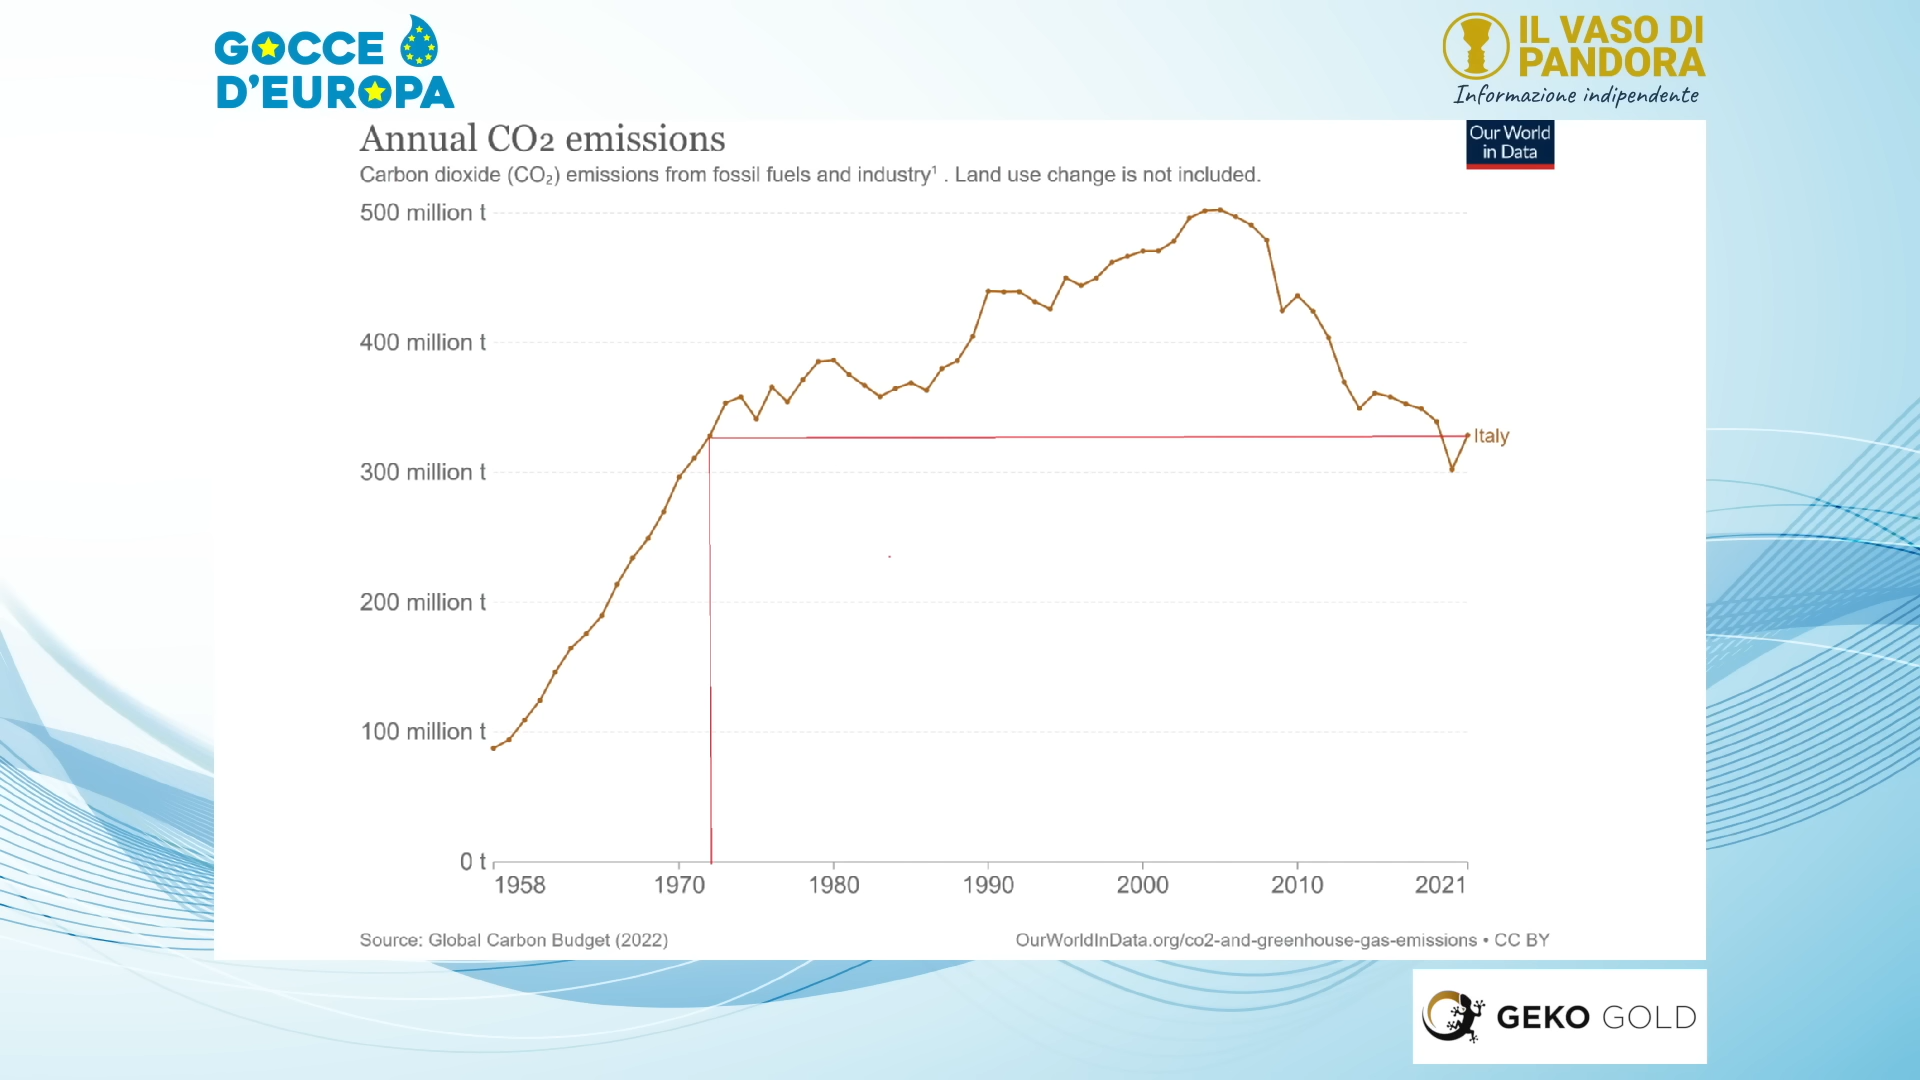 GOCCE
D'EUROPA
IL VASO DI
PANDORA
Informazione indipendente
Annual CO2 emissions
Our World
in Data
Carbon dioxide (CO₂) emissions from fossil fuels and industry¹ . Land use change is not included.
500 million t
400 million t
Italy
300 million t
200 million t
100 million t
0 t
1958 1970 1980 1990 2000 2010 2021
Source: Global Carbon Budget (2022)
OurWorldInData.org/co2-and-greenhouse-gas-emissions • CC BY
GEKO GOLD